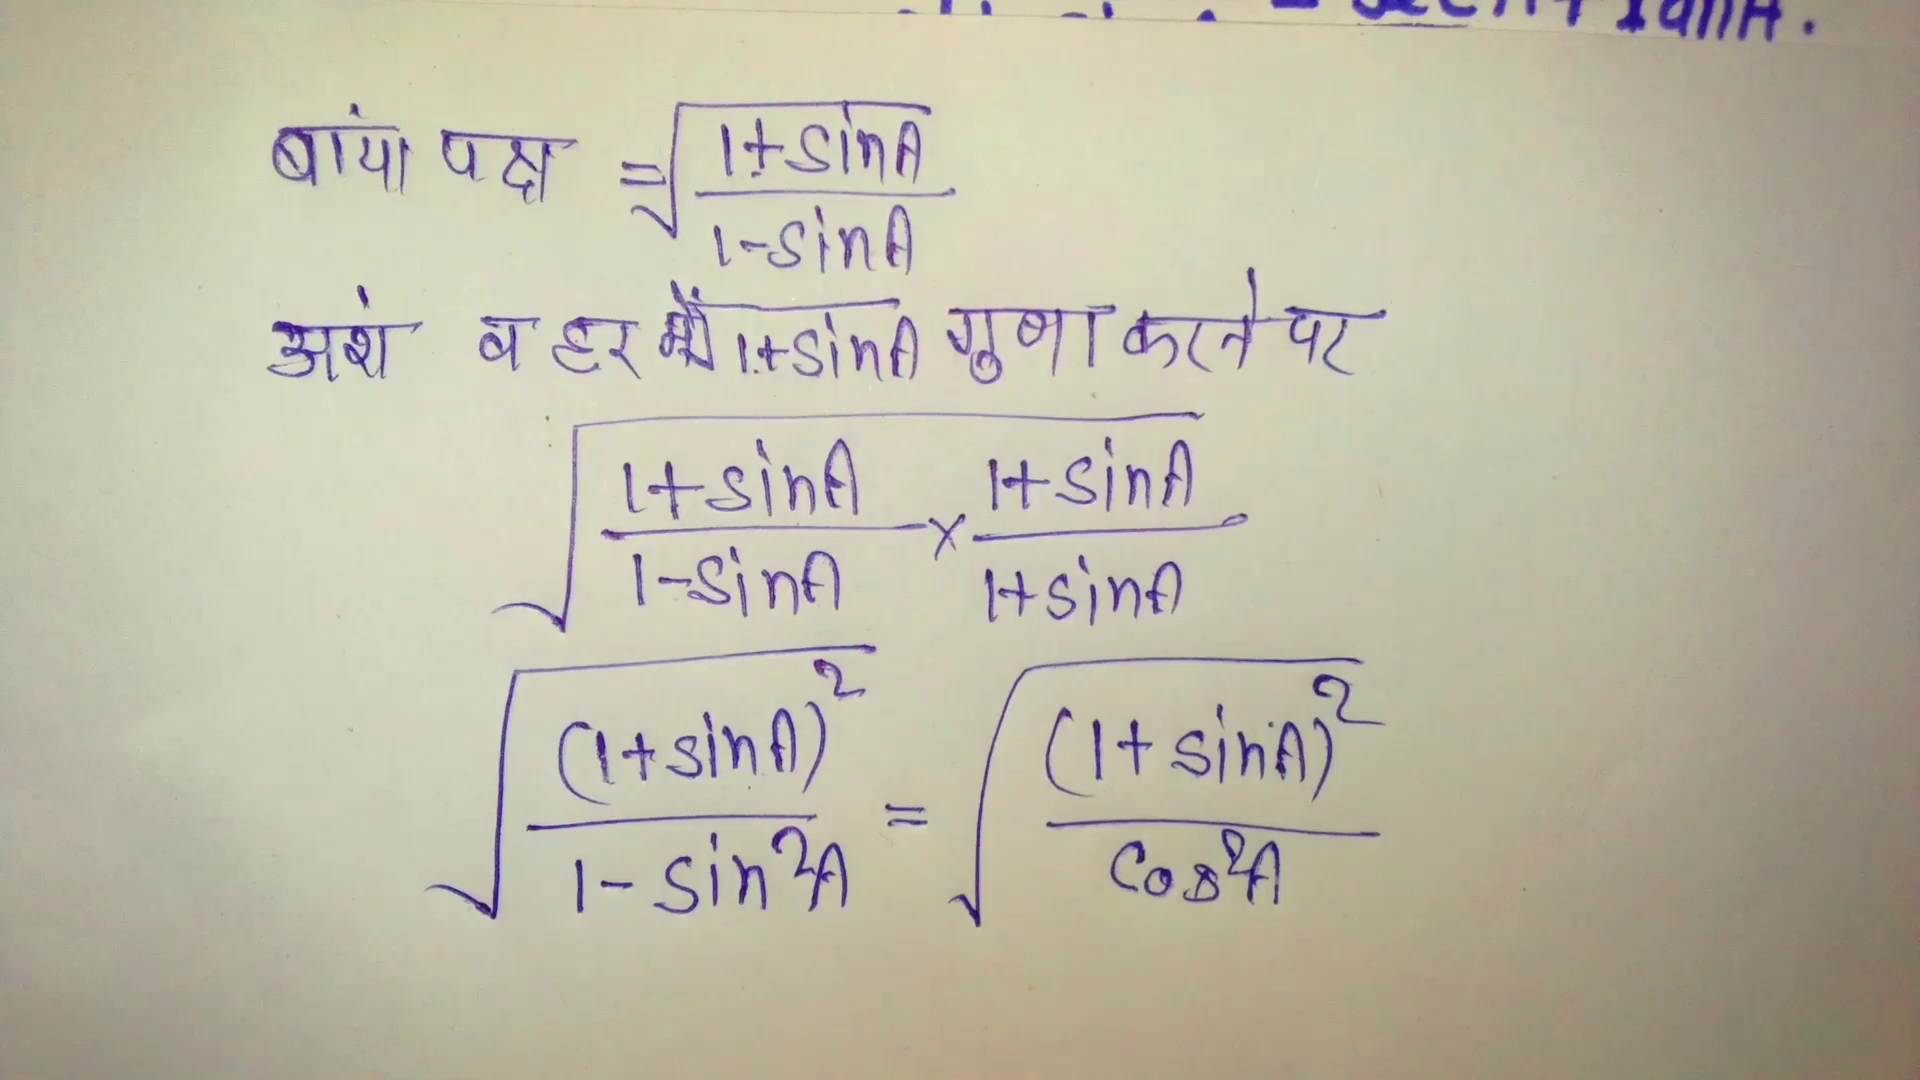 बांया पक्ष = √(1+sinA / 1-sinA)
अशं व हर में 1+sinA गुणा करने पर
√(1+sinA / 1-sinA × 1+sinA / 1+sinA)
√((1+sinA)² / 1-sin²A) = √((1+sinA)² / cos²A)